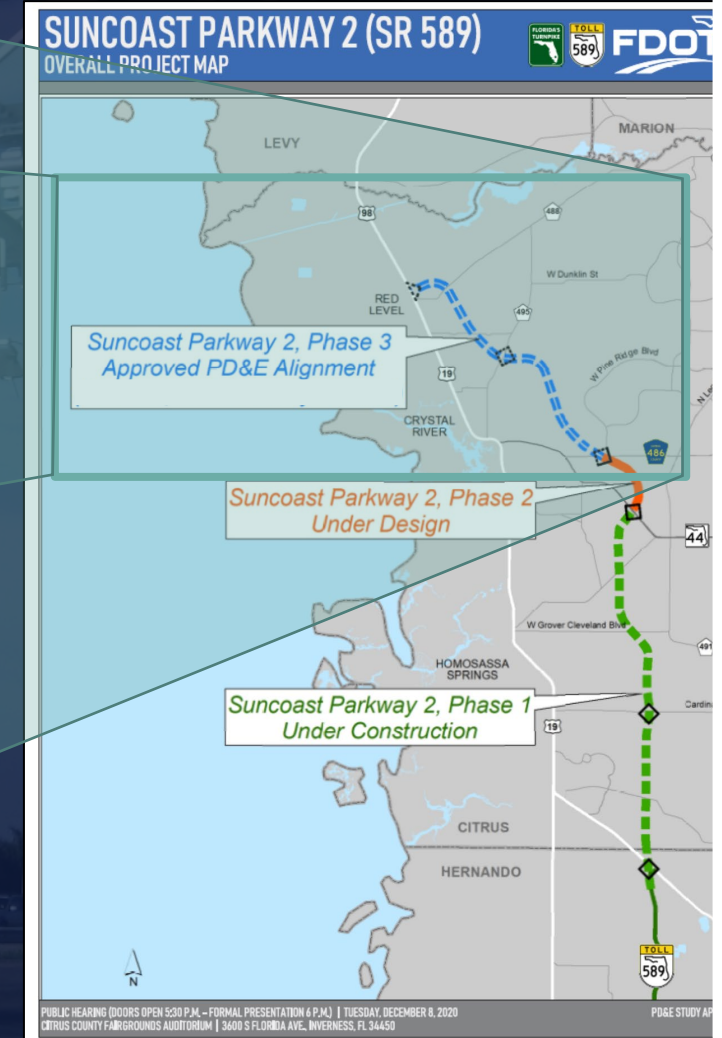 SUNCOAST PARKWAY 2 (SR 589)
OVERALL PROJECT MAP
FLORIDA'S
TURNPIKE
TOLL
589
FDOT
MARION
LEVY
98
488
W Dunklin St
RED
LEVEL
495
Suncoast Parkway 2, Phase 3
Approved PD&E Alignment
W Pine Ridge Blvd
19
CRYSTAL
RIVER
486
Suncoast Parkway 2, Phase 2
Under Design
44
W Grover Cleveland Blvd
491
HOMOSASSA
SPRINGS
Suncoast Parkway 2, Phase 1
Under Construction
Cardin
19
CITRUS
HERNANDO
TOLL
589
N
PUBLIC HEARING (DOORS OPEN 5:30 P.M. – FORMAL PRESENTATION 6 P.M.) | TUESDAY, DECEMBER 8, 2020
CITRUS COUNTY FAIRGROUNDS AUDITORIUM | 3600 S FLORIDA AVE., INVERNESS, FL 34450
PD&E STUDY AP